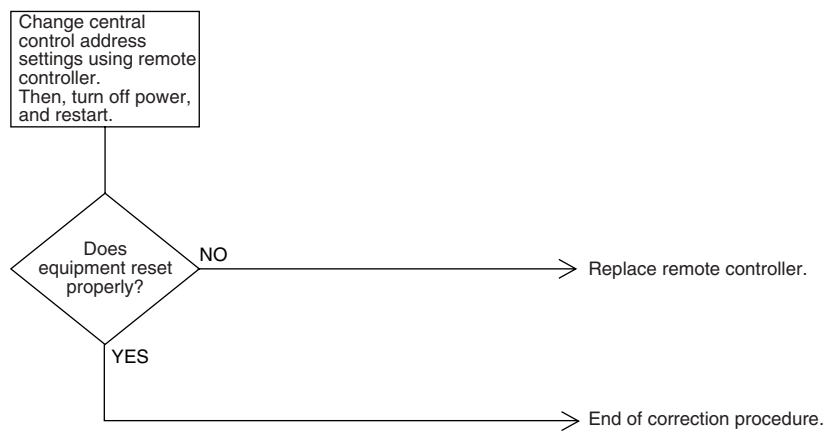 Change central
control address
settings using remote
controller.
Then, turn off power,
and restart.
Does
equipment reset
properly?
NO
Replace remote controller.
YES
End of correction procedure.